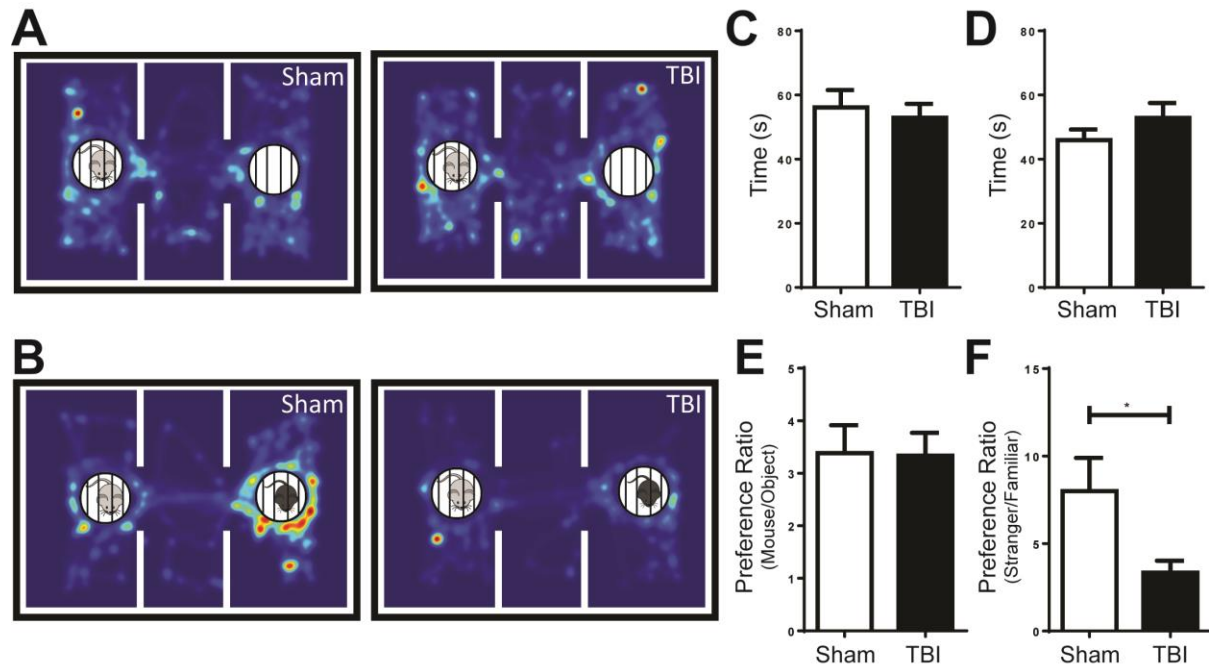 A
Sham
TBI
B
Sham
TBI
C
Time (s)
80
60
40
20
0
Sham TBI
D
Time (s)
80
60
40
20
0
Sham TBI
E
Preference Ratio
(Mouse/Object)
5
4
3
2
1
0
Sham TBI
F
Preference Ratio
(Stranger/Familiar)
15
10
5
0
*
Sham TBI